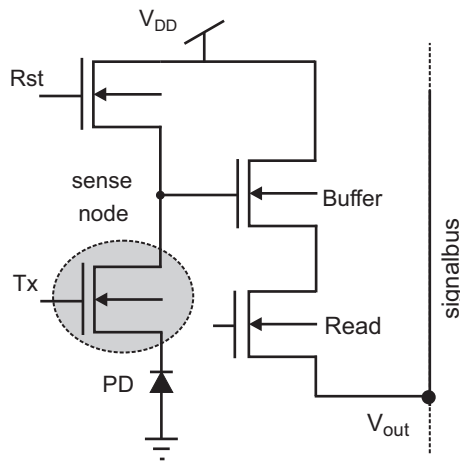 VDD
Rst
sense
node
Buffer
Tx
Read
PD
Vout
signalbus